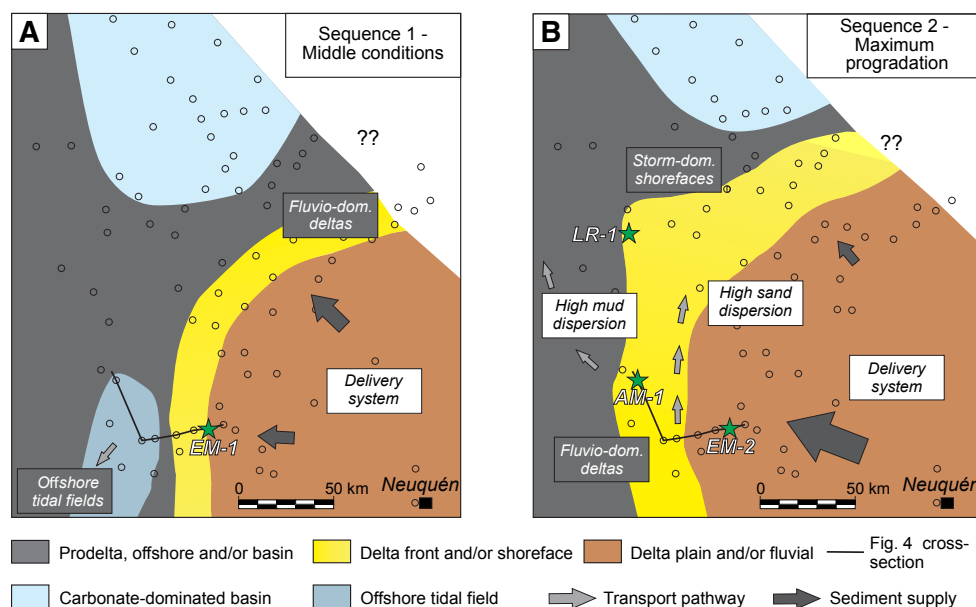 A
Sequence 1 -
Middle conditions
??
Fluvio-dom.
deltas
Delivery
system
EM-1
Offshore
tidal fields
0
50 km
Neuquén
B
Sequence 2 -
Maximum
progradation
??
Storm-dom.
shorefaces
LR-1
High mud
dispersion
High sand
dispersion
Delivery
system
AM-1
EM-2
Fluvio-dom.
deltas
0
50 km
Neuquén
Prodelta, offshore and/or basin
Delta front and/or shoreface
Delta plain and/or fluvial
Fig. 4 cross-
section
Carbonate-dominated basin
Offshore tidal field
Transport pathway
Sediment supply